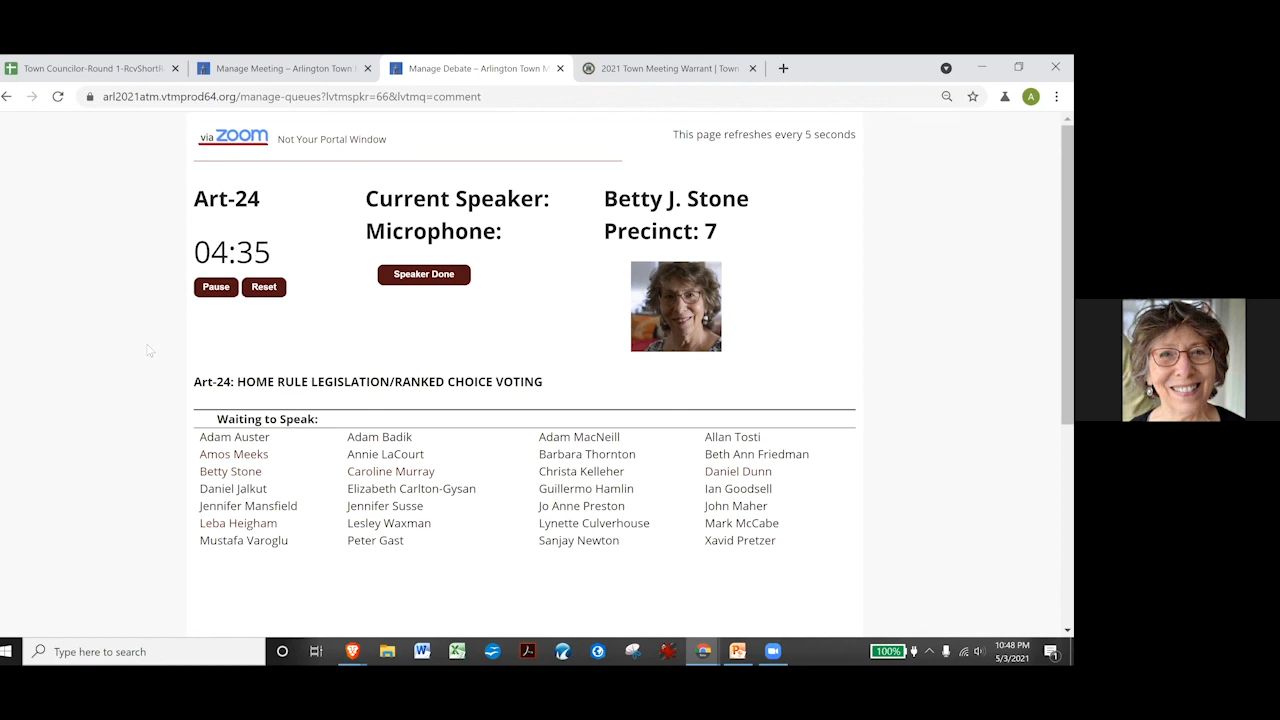 Town Councilor-Round 1-RcvShortR
Manage Meeting – Arlington Town
Manage Debate – Arlington Town M
2021 Town Meeting Warrant | Town
arl2021atm.vtmprod64.org/manage-queues?lvtmspkr=66&lvtmq=comment
A
via zoom
Not Your Portal Window
This page refreshes every 5 seconds
Art-24
Current Speaker:
Betty J. Stone
Microphone:
Precinct: 7
04:35
Pause
Reset
Speaker Done
Art-24: HOME RULE LEGISLATION/RANKED CHOICE VOTING
Waiting to Speak:
Adam Auster Adam Badik Adam MacNeill Allan Tosti
Amos Meeks Annie LaCourt Barbara Thornton Beth Ann Friedman
Betty Stone Caroline Murray Christa Kelleher Daniel Dunn
Daniel Jalkut Elizabeth Carlton-Gysan Guillermo Hamlin Ian Goodsell
Jennifer Mansfield Jennifer Susse Jo Anne Preston John Maher
Leba Heigham Lesley Waxman Lynette Culverhouse Mark McCabe
Mustafa Varoglu Peter Gast Sanjay Newton Xavid Pretzer
Type here to search
100%
10:48 PM
5/3/2021